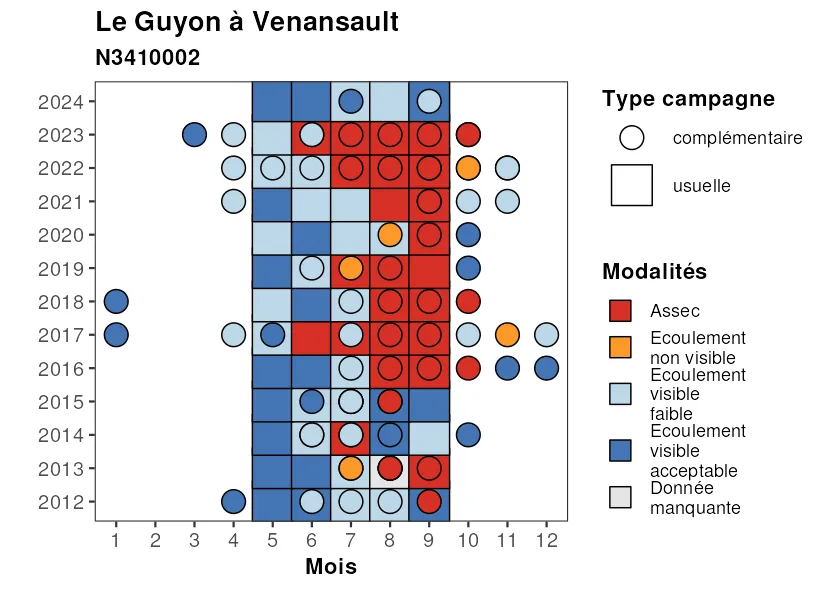 Le Guyon à Venansault
N3410002
2024
2023
2022
2021
2020
2019
2018
2017
2016
2015
2014
2013
2012
1 2 3 4 5 6 7 8 9 10 11 12
Mois
Type campagne
complémentaire
usuelle
Modalités
Assec
Ecoulement
non visible
Ecoulement
visible
faible
Ecoulement
visible
acceptable
Donnée
manquante